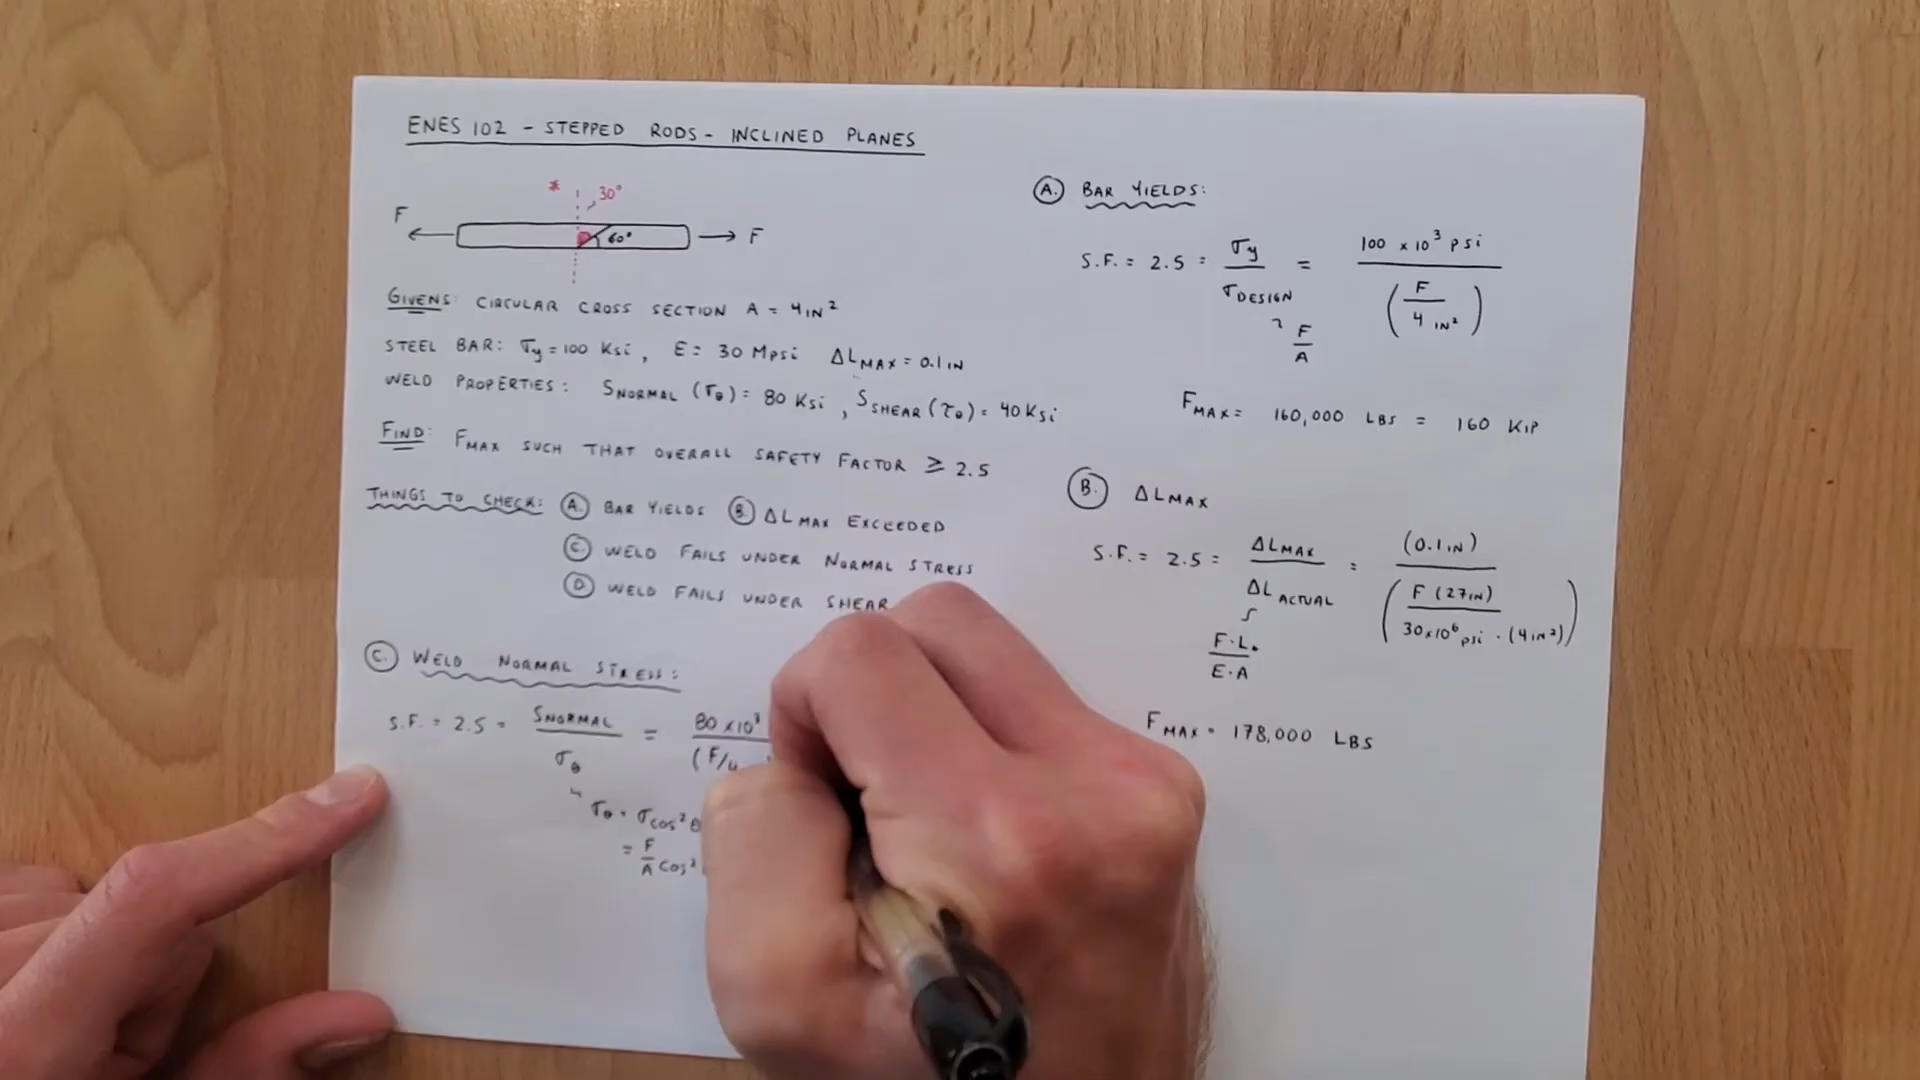 ENES 102 - STEPPED RODS - INCLINED PLANES
* 30°
F 60° F
GIVENS: CIRCULAR CROSS SECTION A = 4 IN²
STEEL BAR: σy = 100 Ksi, E = 30 Mpsi ΔLMAX = 0.1 IN
WELD PROPERTIES: SNORMAL (σθ) = 80 Ksi, SSHEAR (τθ) = 40 Ksi
FIND: FMAX SUCH THAT OVERALL SAFETY FACTOR ≥ 2.5
THINGS TO CHECK: A. BAR YIELDS B. ΔLMAX EXCEEDED
C. WELD FAILS UNDER NORMAL STRESS
D WELD FAILS UNDER SHEAR
C. WELD NORMAL STRESS:
S.F. = 2.5 = SNORMAL / σθ = 80 x10³ / (F/4
σθ = σcos²θ
= F/A cos²
A. BAR YIELDS:
S.F. = 2.5 = σy / σDESIGN = 100 x10³ psi / (F / 4 IN²)
F/A
FMAX = 160,000 LBS = 160 KIP
B. ΔLMAX
S.F. = 2.5 = ΔLMAX / ΔLACTUAL = (0.1 IN) / (F (27 IN) / 30x10⁶ psi · (4 IN²))
F·L. / E·A
FMAX = 178,000 LBS